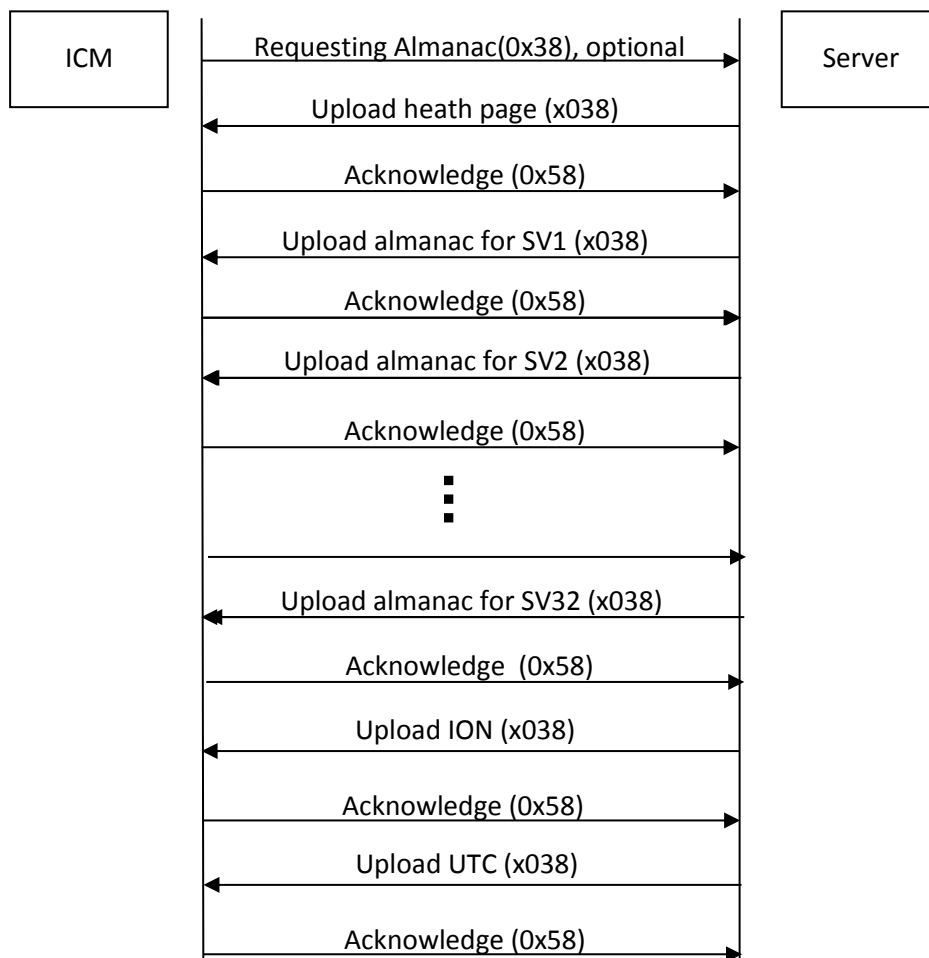 ICM
Requesting Almanac(0x38), optional
Server
Upload heath page (x038)
Acknowledge (0x58)
Upload almanac for SV1 (x038)
Acknowledge (0x58)
Upload almanac for SV2 (x038)
Acknowledge (0x58)
Upload almanac for SV32 (x038)
Acknowledge  (0x58)
Upload ION (x038)
Acknowledge (0x58)
Upload UTC (x038)
Acknowledge (0x58)